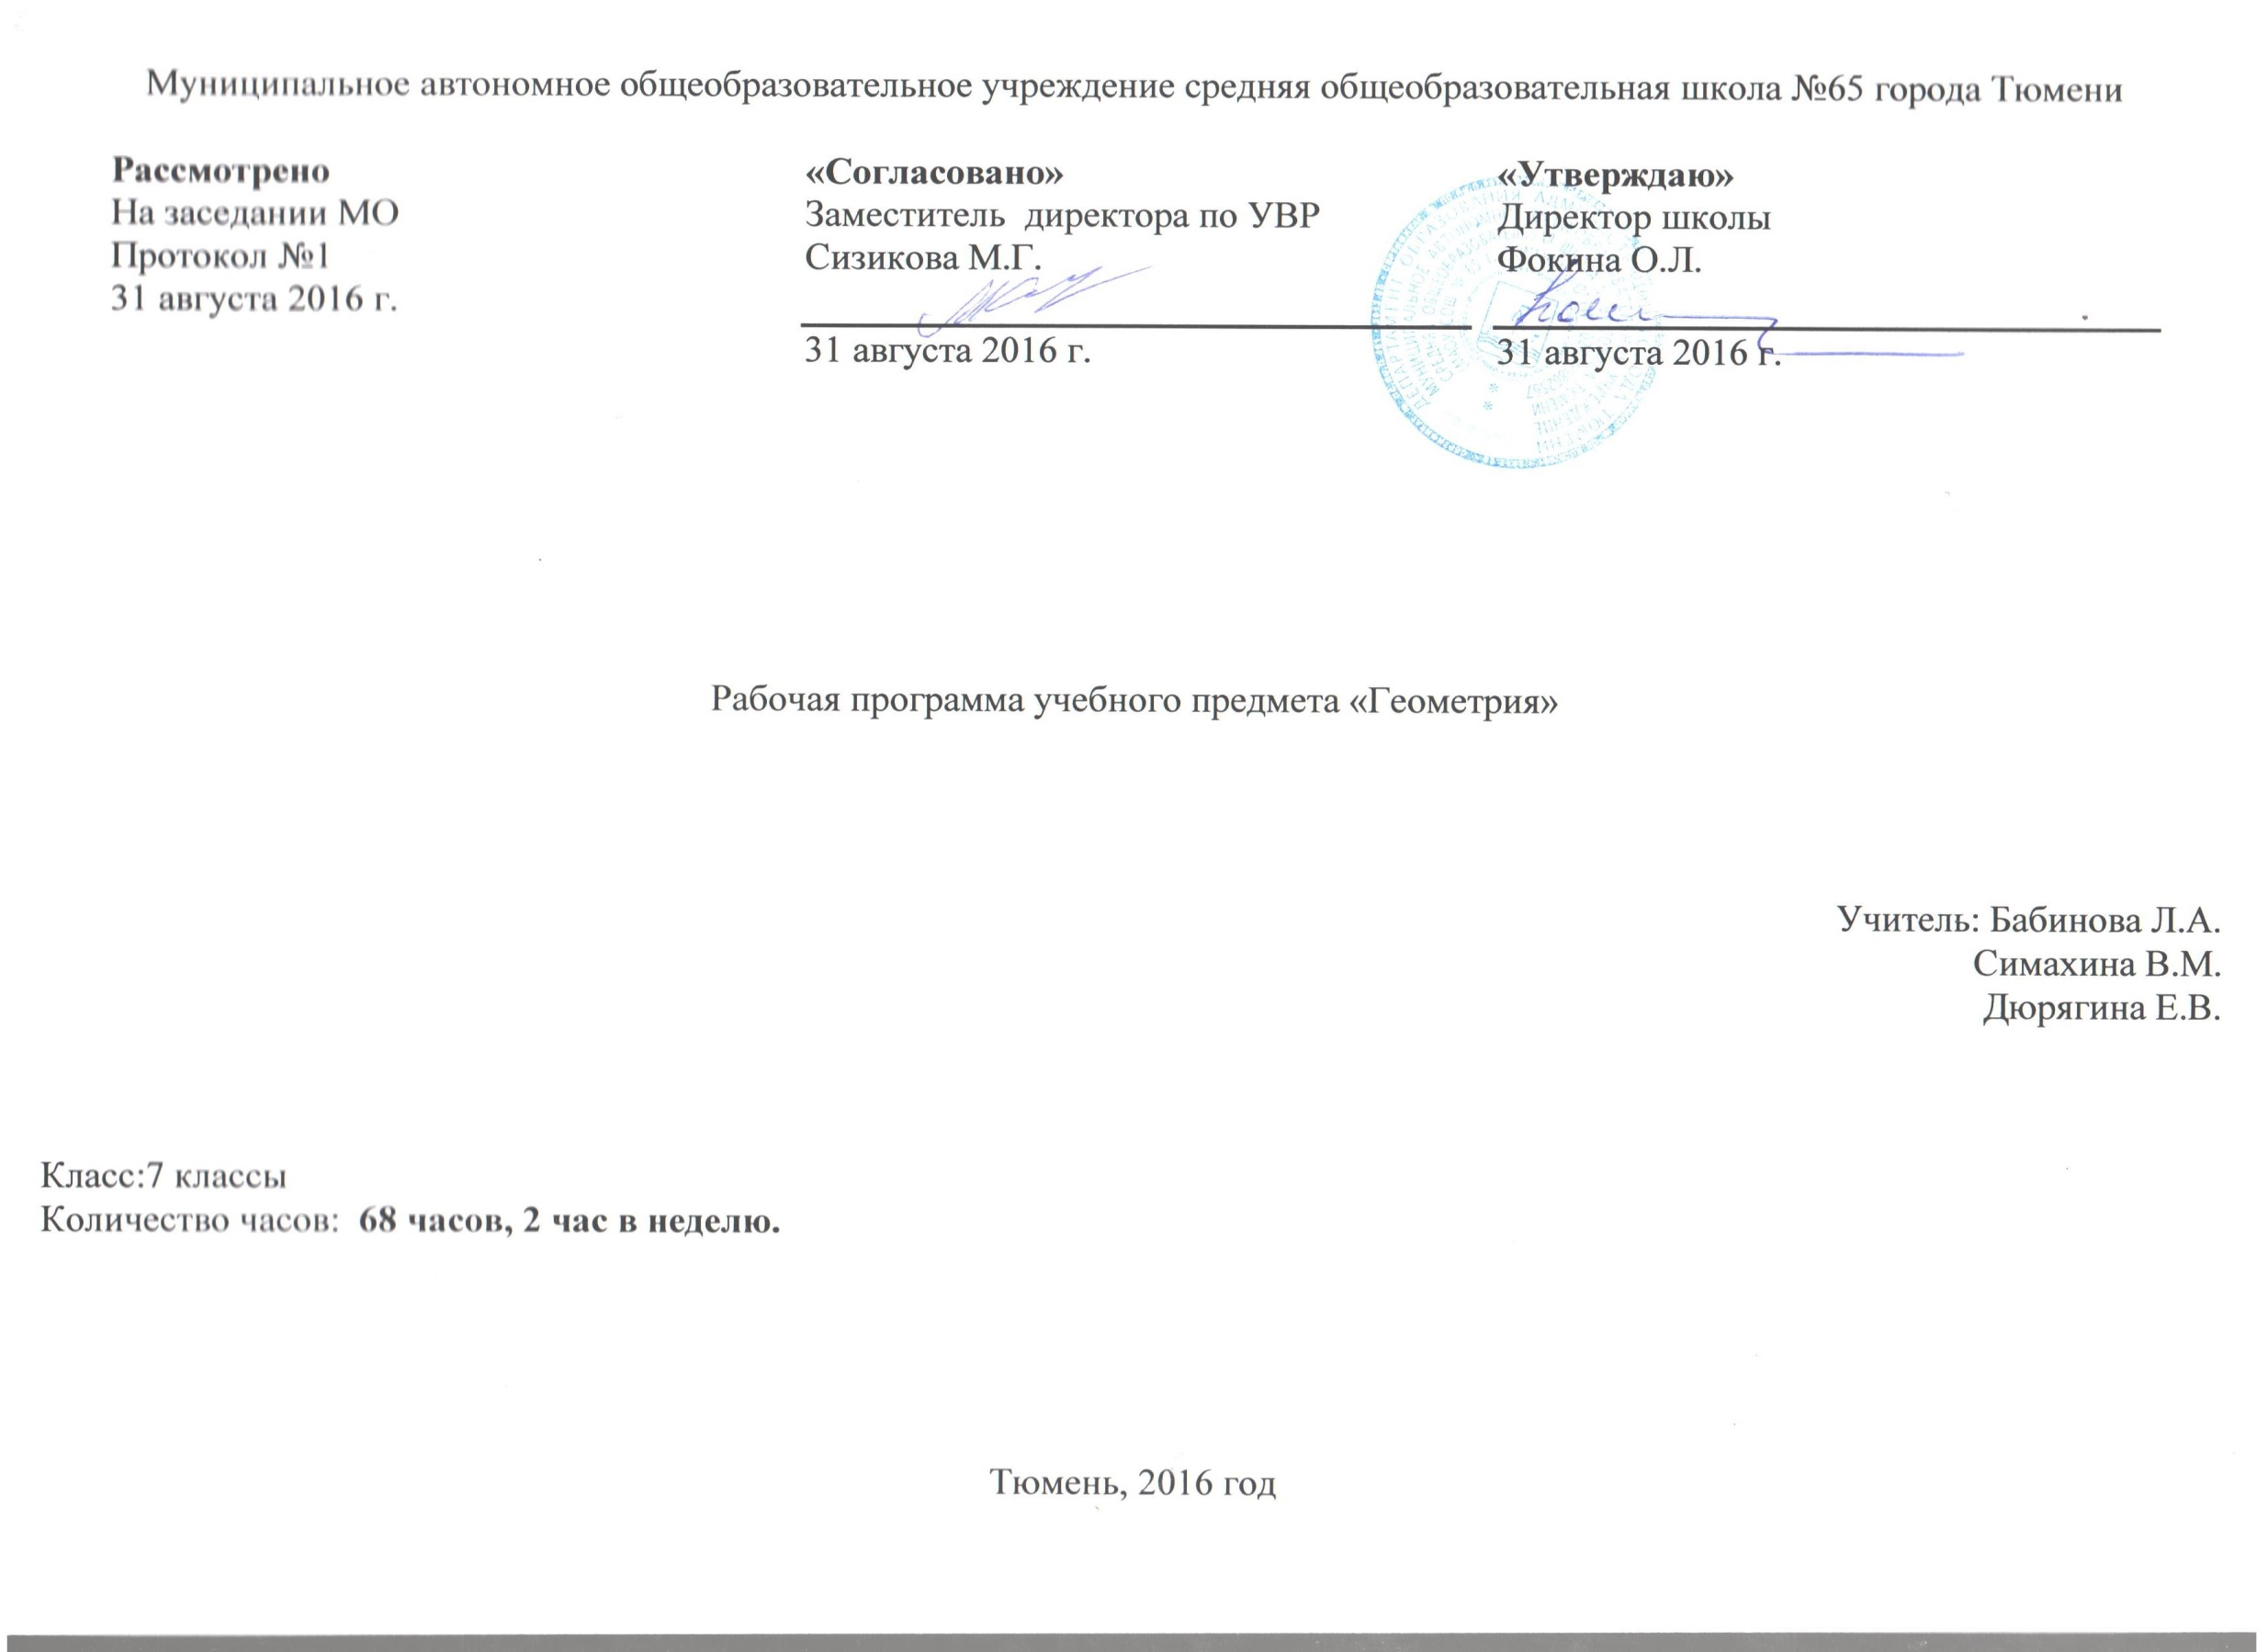 Муниципальное автономное общеобразовательное учреждение средняя общеобразовательная школа №65 города Тюмени
Рассмотрено
На заседании МО
Протокол №1
31 августа 2016 г.
«Согласовано»
Заместитель  директора по УВР
Сизикова М.Г.
31 августа 2016 г.
«Утверждаю»
Директор школы
Фокина О.Л.
31 августа 2016 г.
Рабочая программа учебного предмета «Геометрия»
Учитель: Бабинова Л.А.
Симахина В.М.
Дюрягина Е.В.
Класс:7 классы
Количество часов:  68 часов, 2 час в неделю.
Тюмень, 2016 год